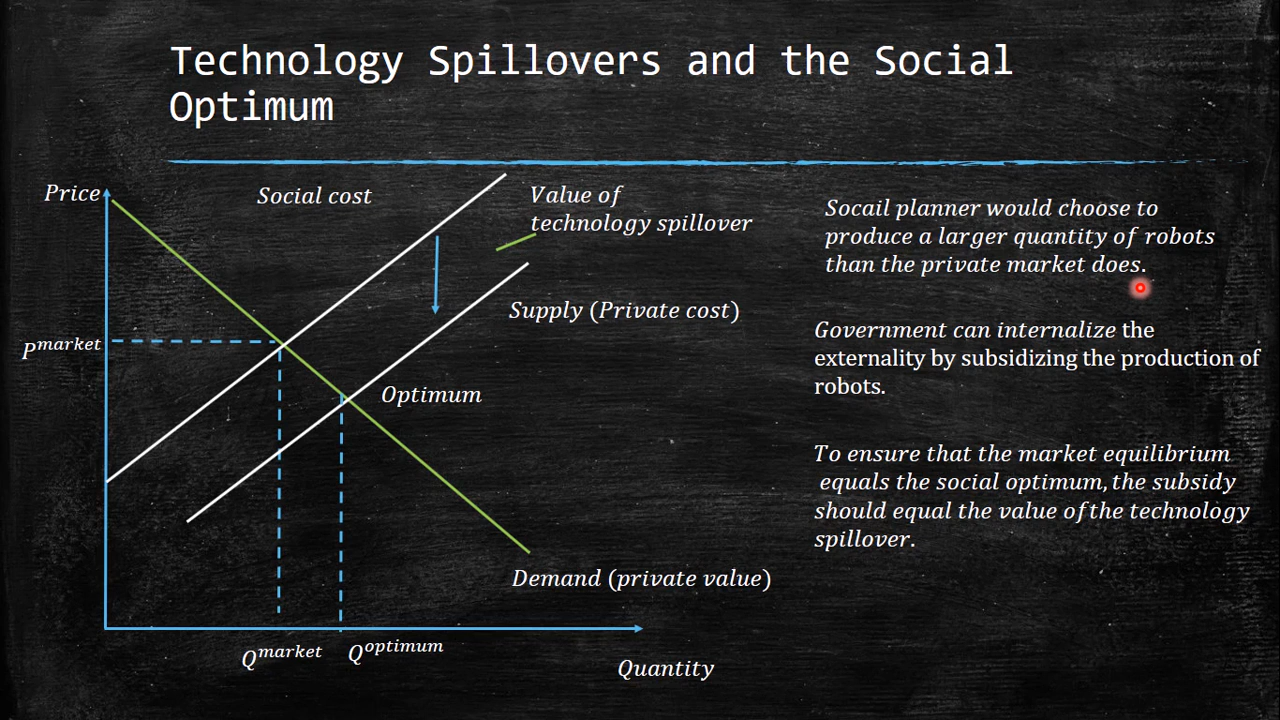 Technology Spillovers and the Social
Optimum
Price
Social cost
Value of
technology spillover
Supply (Private cost)
P^market
Optimum
Demand (private value)
Q^market
Q^optimum
Quantity
Socail planner would choose to
produce a larger quantity of robots
than the private market does.
Government can internalize the
externality by subsidizing the production of
robots.
To ensure that the market equilibrium
equals the social optimum, the subsidy
should equal the value of the technology
spillover.